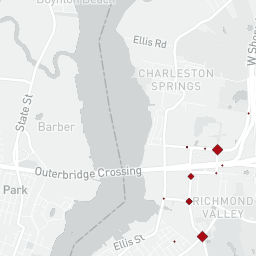 Boynton Beach
Ellis Rd
W Sho
CHARLESTON
SPRINGS
State St
Barber
Outerbridge Crossing
Park
RICHMOND
VALLEY
Ellis St